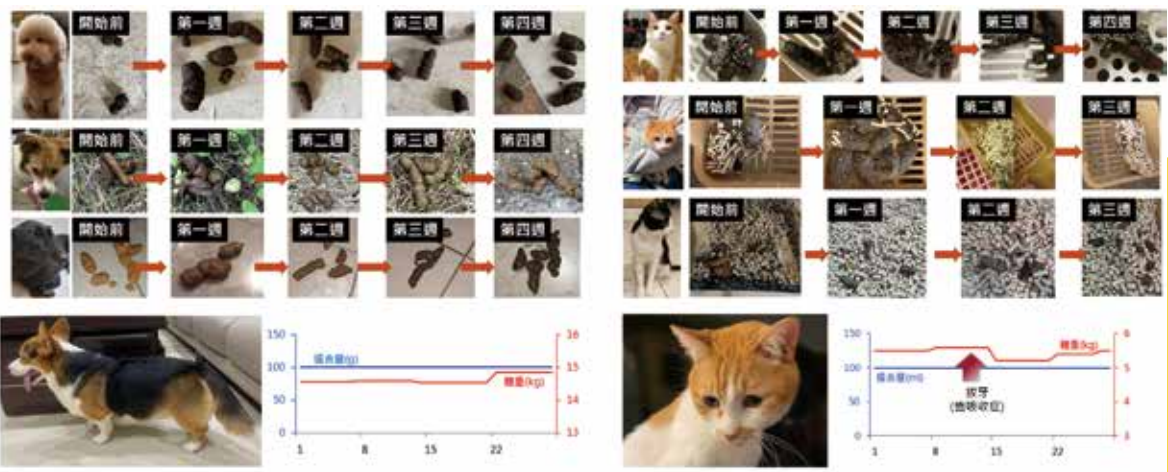 開始前 第一週 第二週 第三週 第四週
開始前 第一週 第二週 第三週 第四週
開始前 第一週 第二週 第三週 第四週
150 16
攝食量(g)
100 15
體重(kg)
50 14
0 13
1 8 15 22
開始前 第一週 第二週 第三週 第四週
開始前 第一週 第二週 第三週
開始前 第一週 第二週 第三週
150 6
體重(kg)
100 5
攝食量(ml)
拔牙
(齒吸收症)
50 4
0 3
1 8 15 22